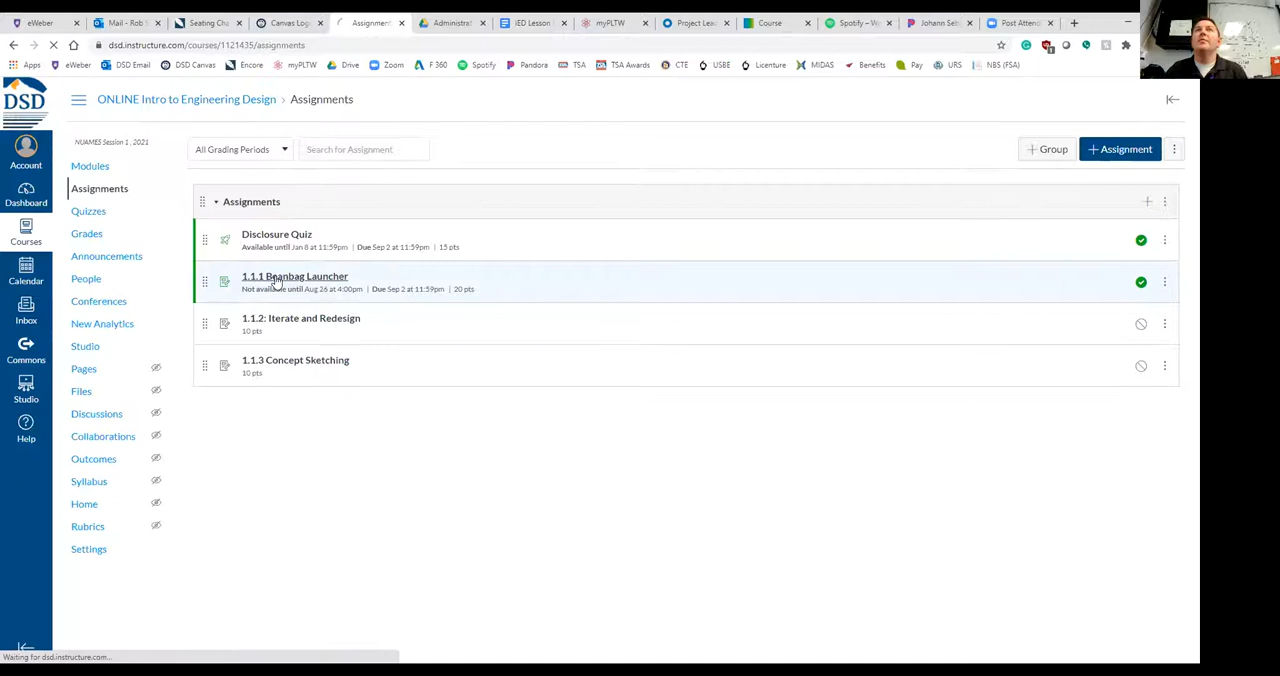 eWeber
Mail - Rob S
Seating Cha
Canvas Logi
Assignment
Administrat
IED Lesson
myPLTW
Project Lea
Course
Spotify – W
Johann Seb
Post Attend
dsd.instructure.com/courses/1121435/assignments
Apps
eWeber
DSD Email
DSD Canvas
Encore
myPLTW
Drive
Zoom
F 360
Spotify
Pandora
TSA
TSA Awards
CTE
USBE
Licenture
MIDAS
Benefits
Pay
URS
NBS (FSA)
DSD
ONLINE Intro to Engineering Design › Assignments
Account
Dashboard
Courses
Calendar
Inbox
Commons
Studio
Help
NUAMES Session 1, 2021
Modules
Assignments
Quizzes
Grades
Announcements
People
Conferences
New Analytics
Studio
Pages
Files
Discussions
Collaborations
Outcomes
Syllabus
Home
Rubrics
Settings
All Grading Periods
Search for Assignment
+ Group
+ Assignment
Assignments
Disclosure Quiz
Available until Jan 8 at 11:59pm | Due Sep 2 at 11:59pm | 15 pts
1.1.1 Beanbag Launcher
Not available until Aug 26 at 4:00pm | Due Sep 2 at 11:59pm | 20 pts
1.1.2: Iterate and Redesign
10 pts
1.1.3 Concept Sketching
10 pts
Waiting for dsd.instructure.com...